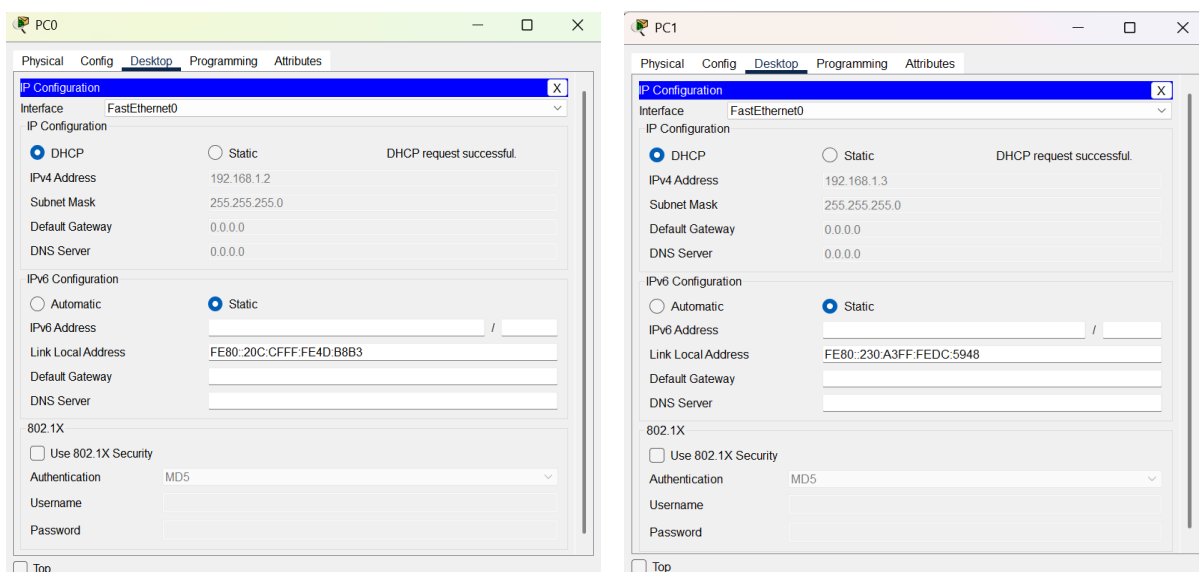 PC0
Physical Config Desktop Programming Attributes
IP Configuration X
Interface FastEthernet0
IP Configuration
DHCP Static DHCP request successful.
IPv4 Address 192.168.1.2
Subnet Mask 255.255.255.0
Default Gateway 0.0.0.0
DNS Server 0.0.0.0
IPv6 Configuration
Automatic Static
IPv6 Address /
Link Local Address FE80::20C:CFFF:FE4D:B8B3
Default Gateway
DNS Server
802.1X
Use 802.1X Security
Authentication MD5
Username
Password
Top
PC1
Physical Config Desktop Programming Attributes
IP Configuration X
Interface FastEthernet0
IP Configuration
DHCP Static DHCP request successful.
IPv4 Address 192.168.1.3
Subnet Mask 255.255.255.0
Default Gateway 0.0.0.0
DNS Server 0.0.0.0
IPv6 Configuration
Automatic Static
IPv6 Address /
Link Local Address FE80::230:A3FF:FEDC:5948
Default Gateway
DNS Server
802.1X
Use 802.1X Security
Authentication MD5
Username
Password
Top